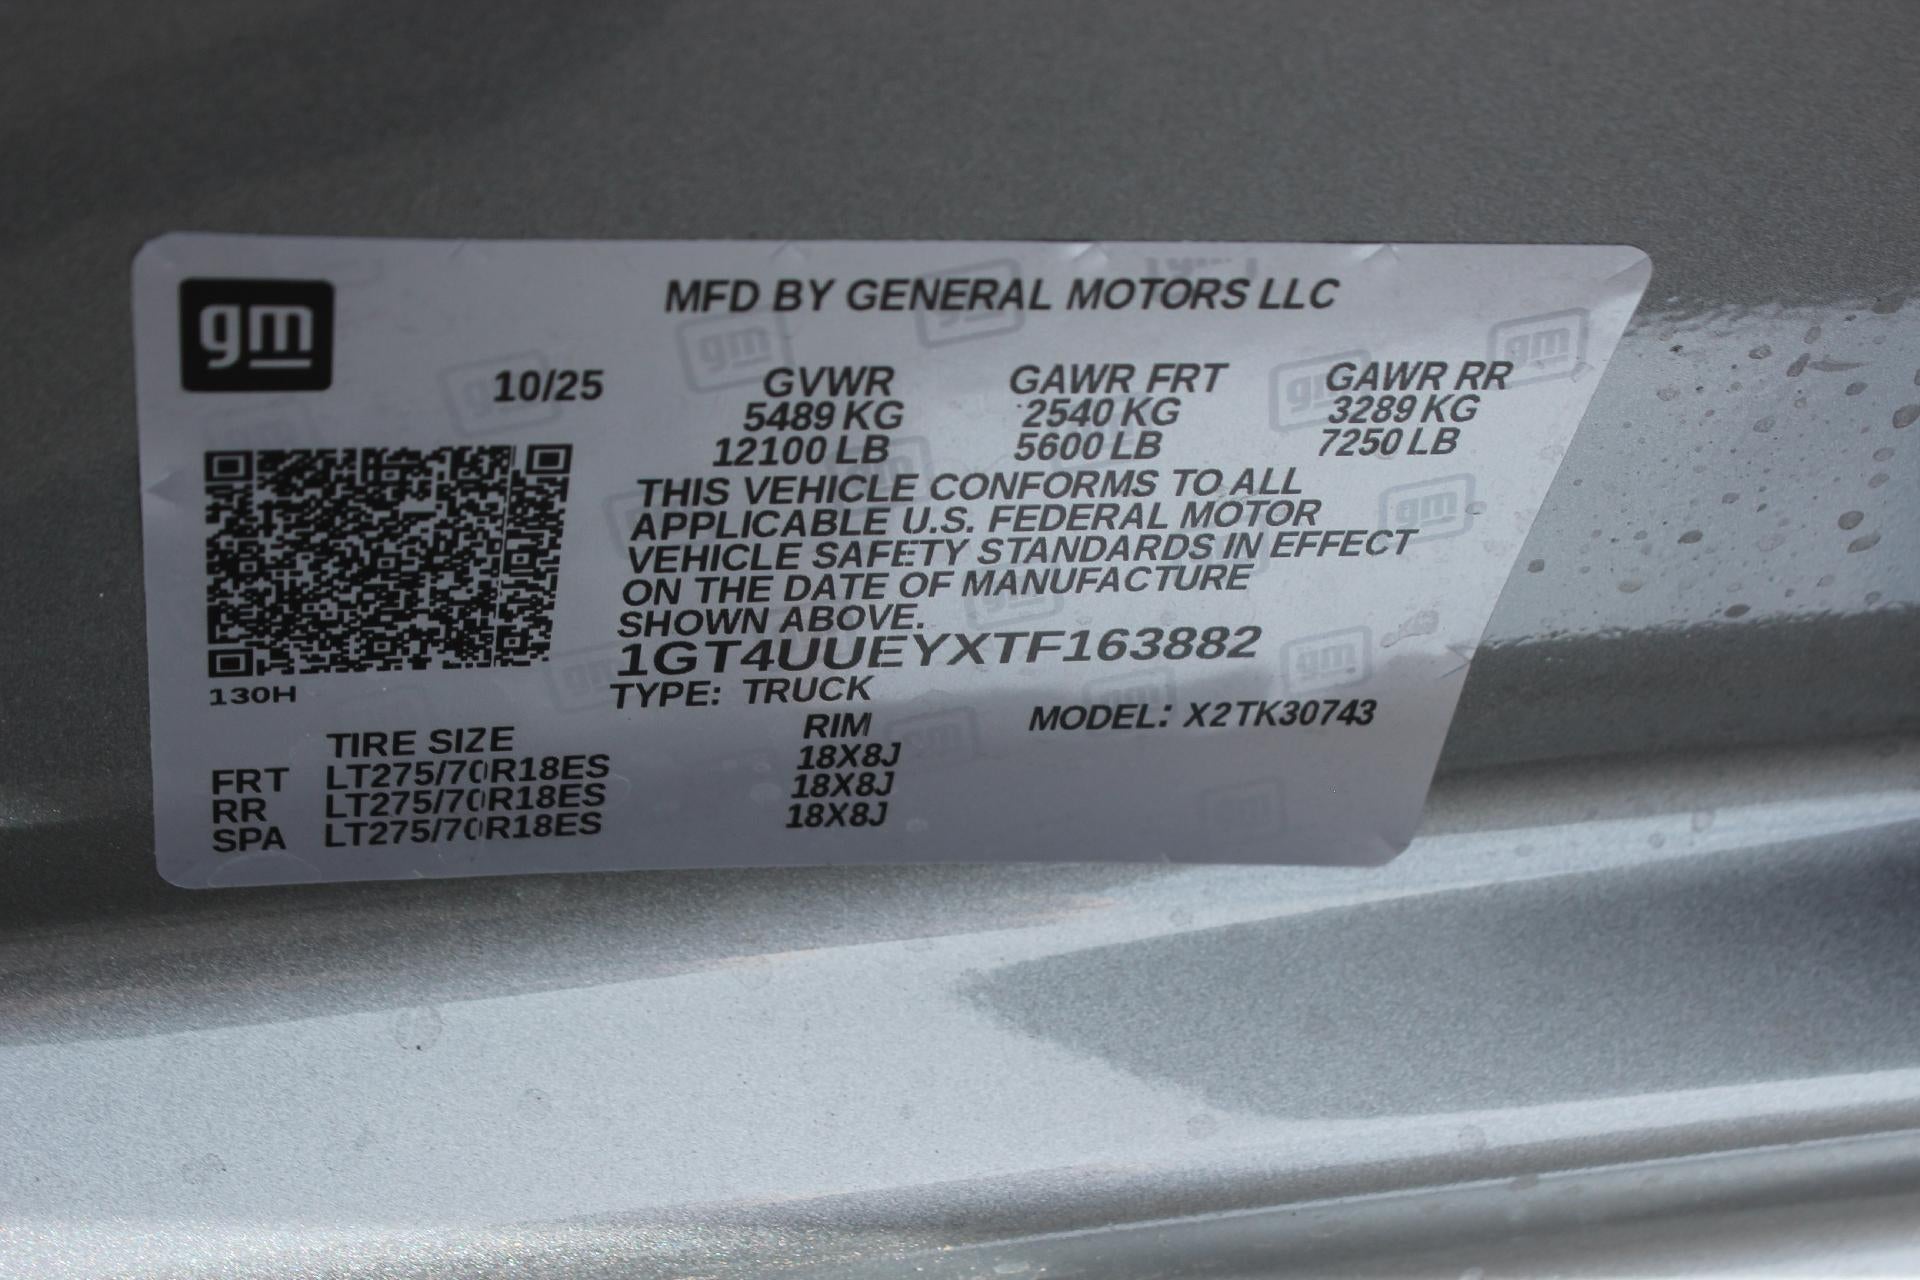 gm
MFD BY GENERAL MOTORS LLC
10/25 GVWR GAWR FRT GAWR RR
5489 KG 2540 KG 3289 KG
12100 LB 5600 LB 7250 LB
THIS VEHICLE CONFORMS TO ALL
APPLICABLE U.S. FEDERAL MOTOR
VEHICLE SAFETY STANDARDS IN EFFECT
ON THE DATE OF MANUFACTURE
SHOWN ABOVE.
1GT4UUEYXTF163882
130H TYPE: TRUCK
TIRE SIZE RIM MODEL: X2TK30743
FRT LT275/70R18ES 18X8J
RR LT275/70R18ES 18X8J
SPA LT275/70R18ES 18X8J